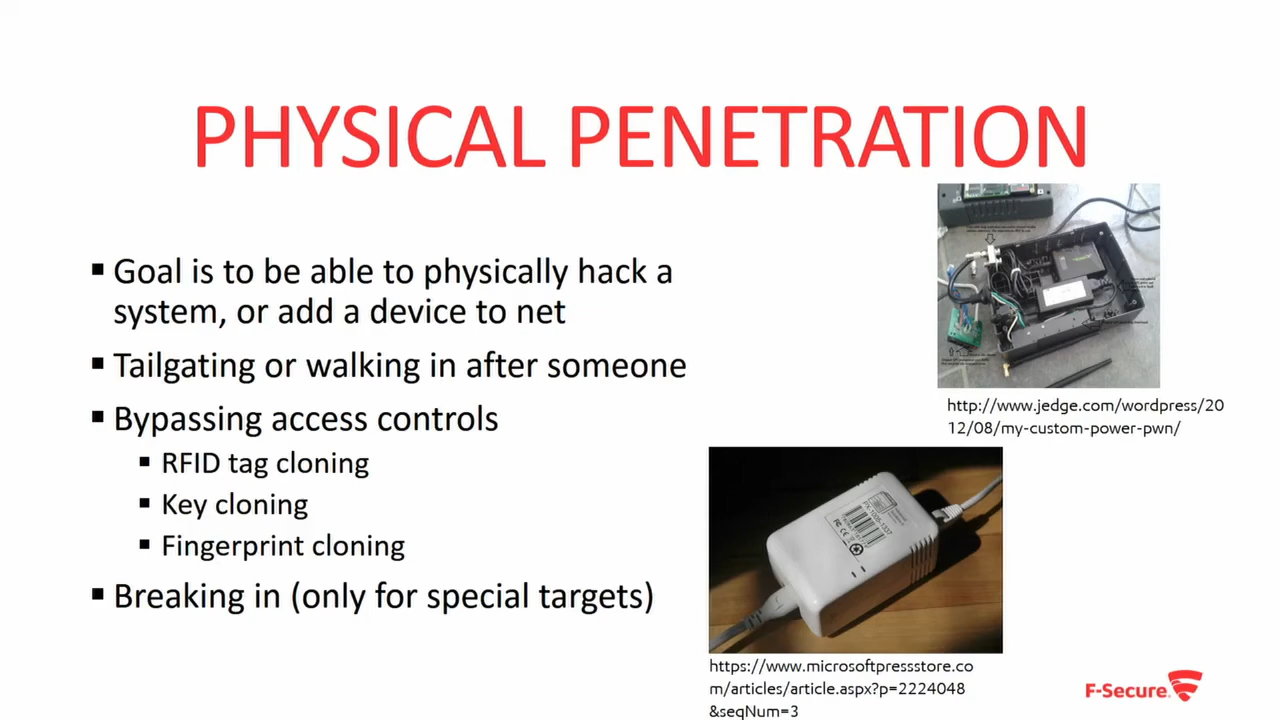 PHYSICAL PENETRATION
Goal is to be able to physically hack a
system, or add a device to net
Tailgating or walking in after someone
Bypassing access controls
RFID tag cloning
Key cloning
Fingerprint cloning
Breaking in (only for special targets)
http://www.jedge.com/wordpress/20
12/08/my-custom-power-pwn/
https://www.microsoftpressstore.co
m/articles/article.aspx?p=2224048
&seqNum=3
F-Secure.